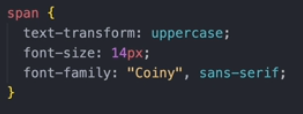 span {
  text-transform: uppercase;
  font-size: 14px;
  font-family: "Coiny", sans-serif;
}